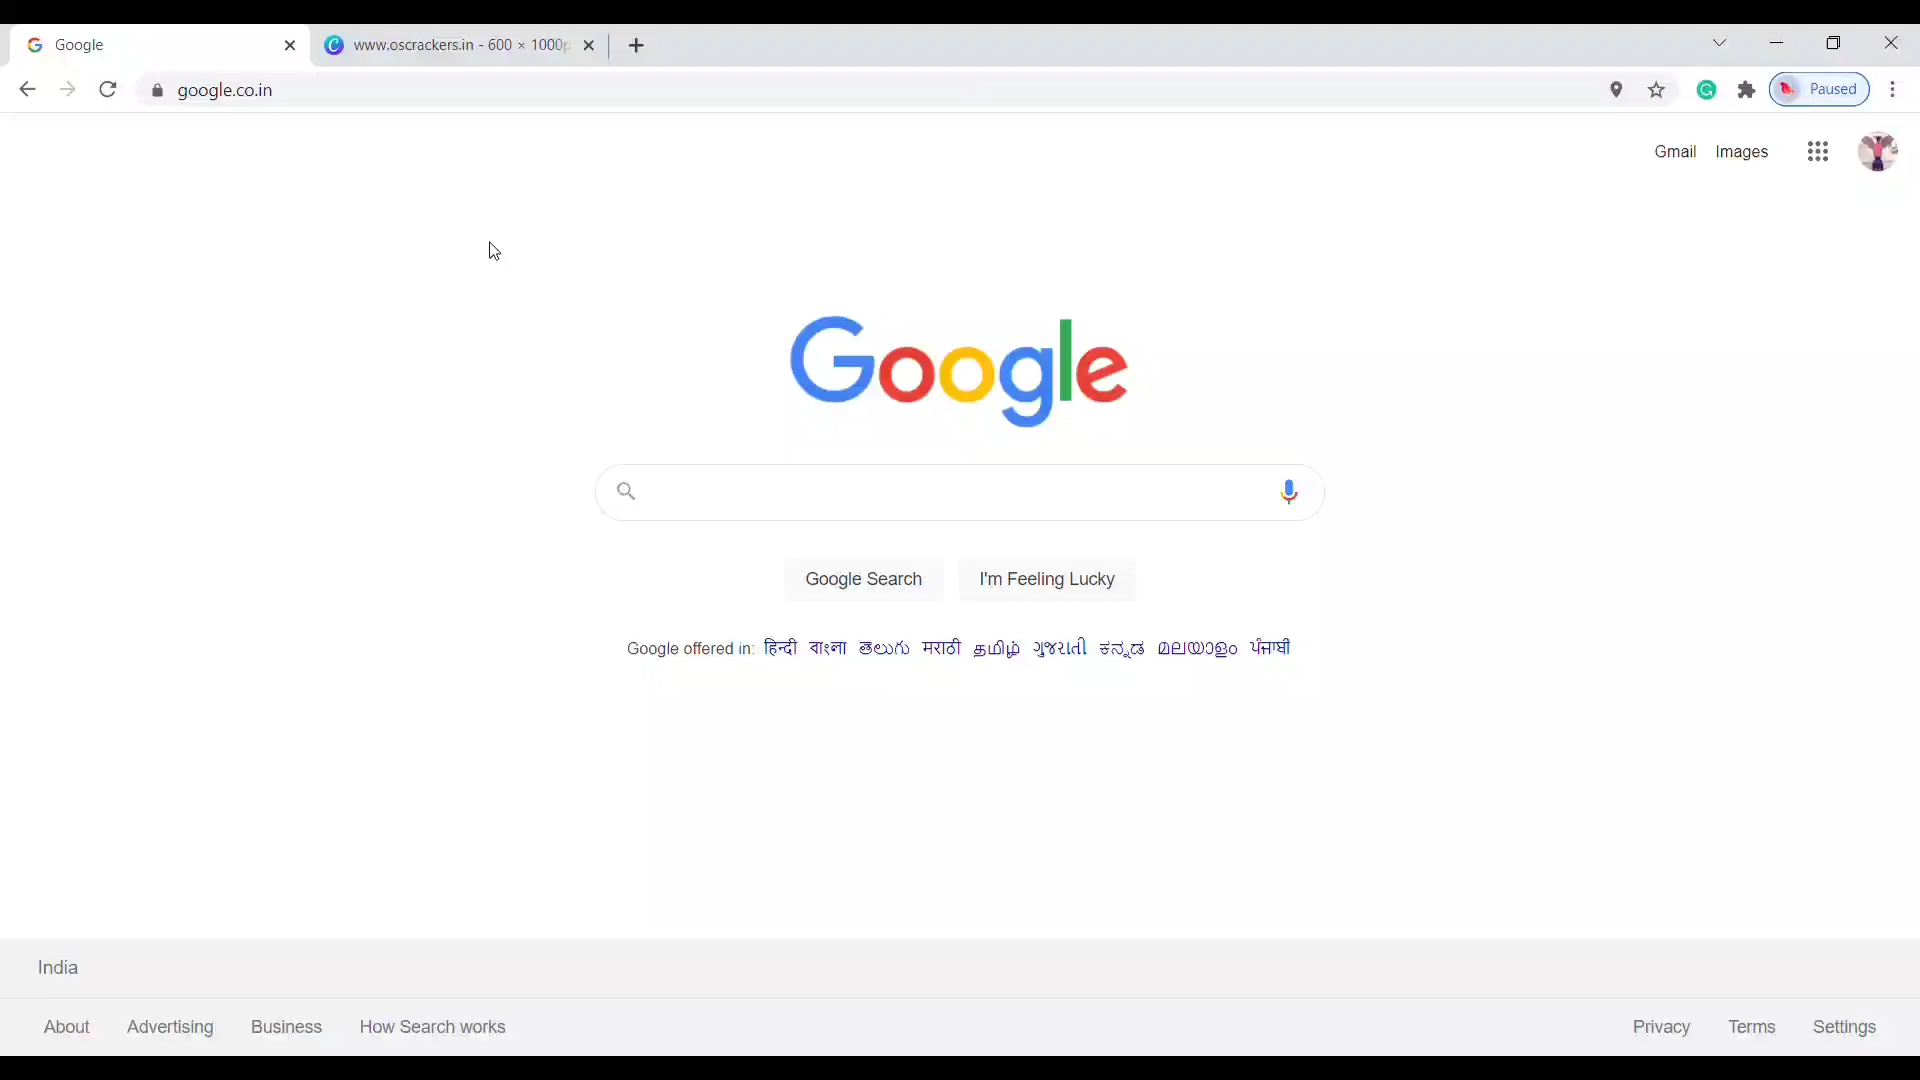 Google
www.oscrackers.in - 600 × 1000p
google.co.in
Paused
Gmail Images
Google
Google Search I'm Feeling Lucky
Google offered in: हिन्दी বাংলা తెలుగు मराठी தமிழ் ગુજરાતી ಕನ್ನಡ മലയാളം ਪੰਜਾਬੀ
India
About Advertising Business How Search works Privacy Terms Settings